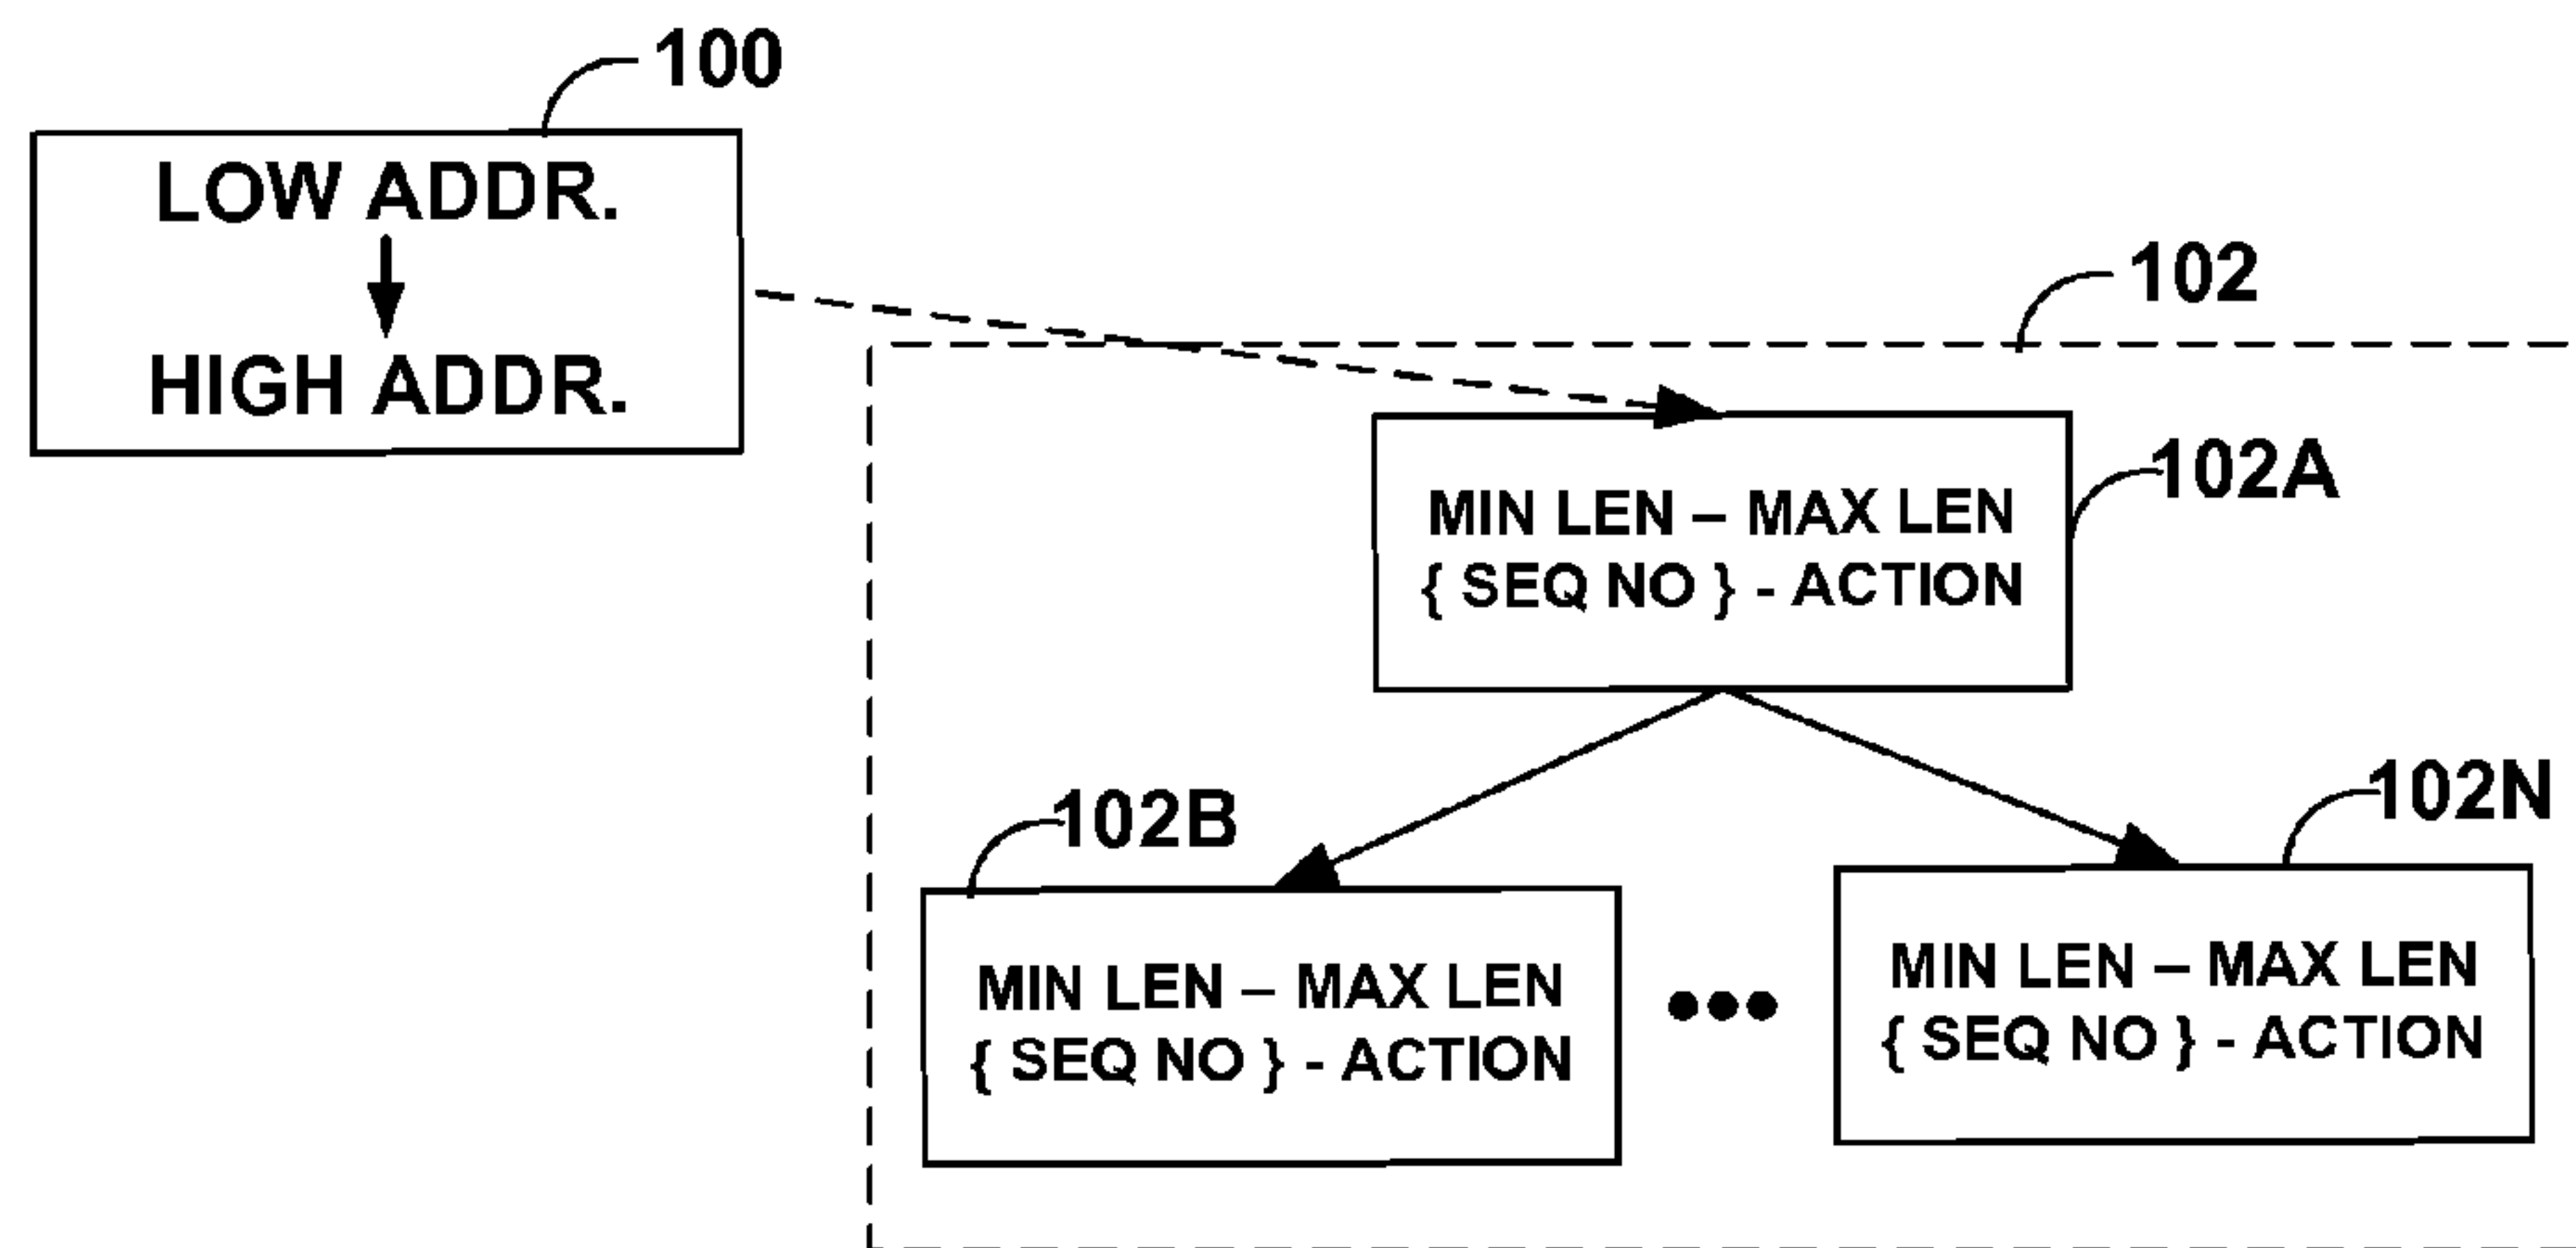 100
LOW ADDR.
HIGH ADDR.
102
102A
MIN LEN – MAX LEN
{ SEQ NO } - ACTION
102B
102N
MIN LEN – MAX LEN
{ SEQ NO } - ACTION
MIN LEN – MAX LEN
{ SEQ NO } - ACTION